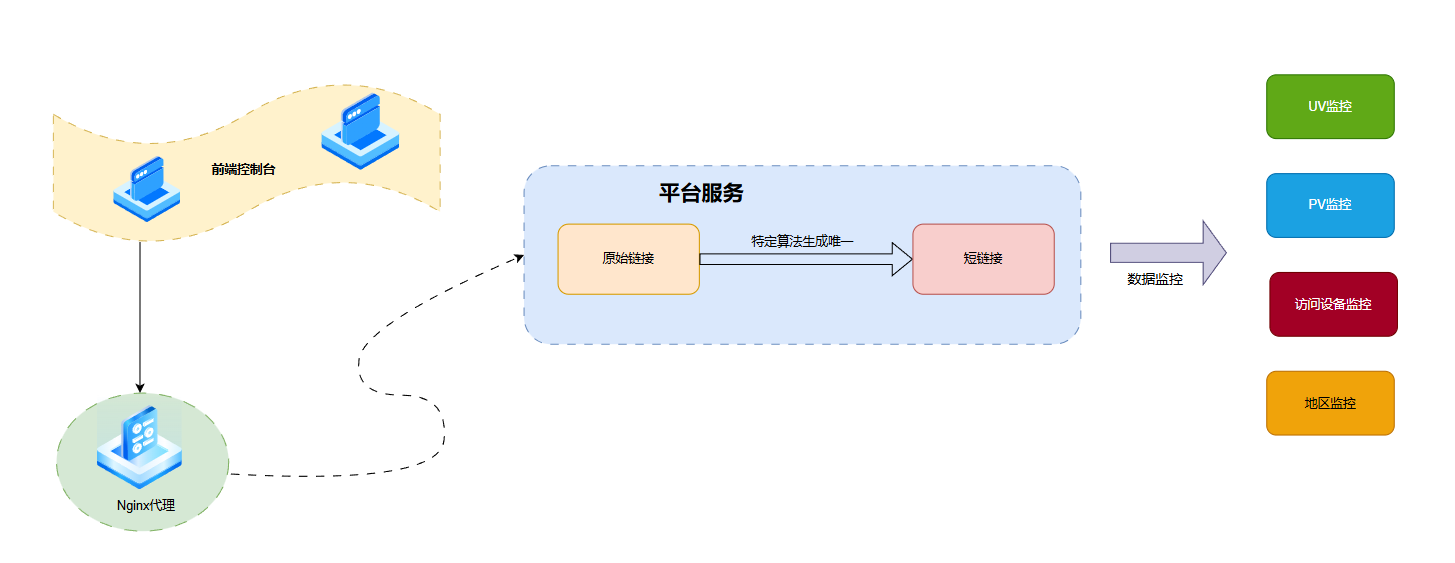 前端控制台
Nginx代理
平台服务
原始链接
特定算法生成唯一
短链接
数据监控
UV监控
PV监控
访问设备监控
地区监控